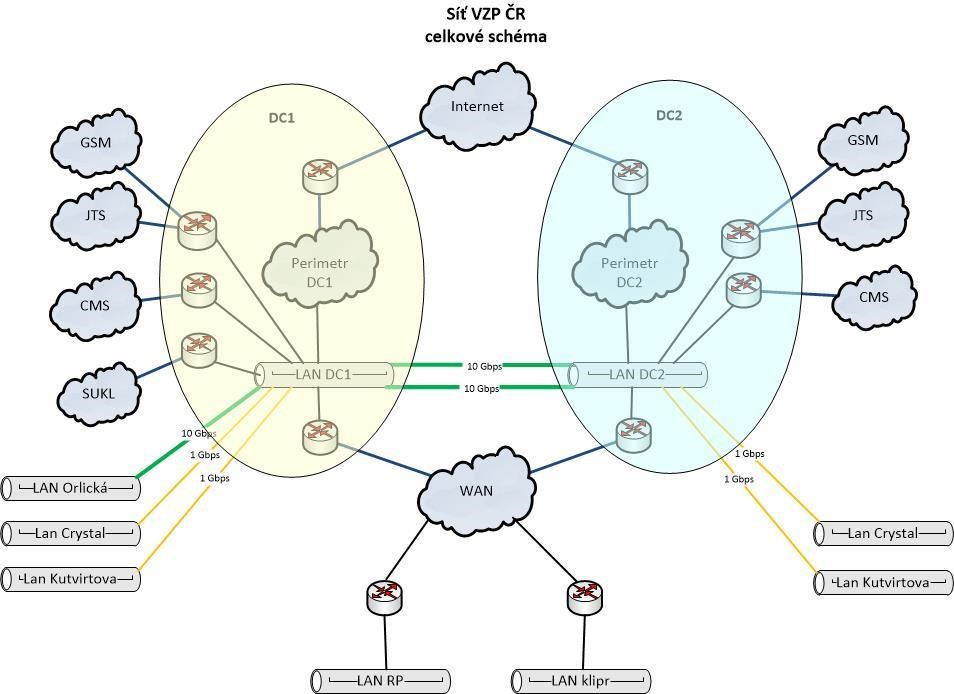 Síť VZP ČR
celkové schéma
Internet
DC1
DC2
GSM
GSM
JTS
JTS
Perimetr
DC1
Perimetr
DC2
CMS
CMS
SUKL
LAN DC1
10 Gbps
10 Gbps
LAN DC2
10 Gbps
1 Gbps
1 Gbps
1 Gbps
1 Gbps
WAN
LAN Orlická
Lan Crystal
Lan Crystal
Lan Kutvirtova
Lan Kutvirtova
LAN RP
LAN klipr